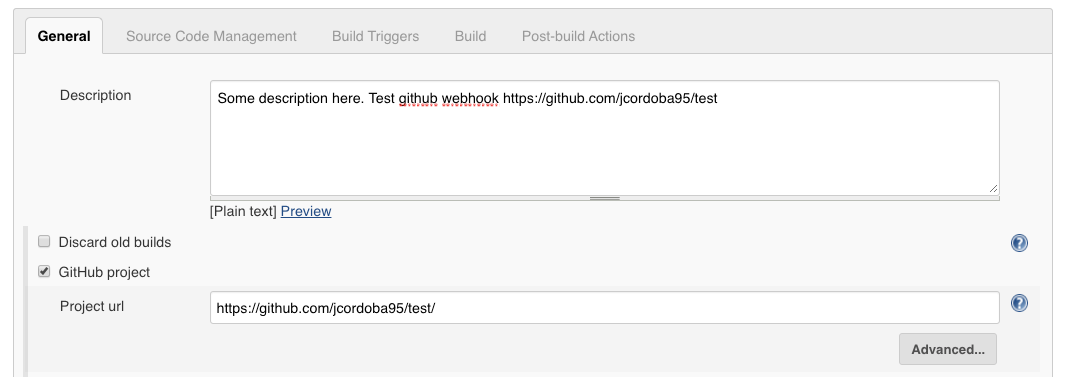 General Source Code Management Build Triggers Build Post-build Actions
Description
Some description here. Test github webhook https://github.com/jcordoba95/test
[Plain text] Preview
Discard old builds
?
GitHub project
Project url
https://github.com/jcordoba95/test/
?
Advanced...